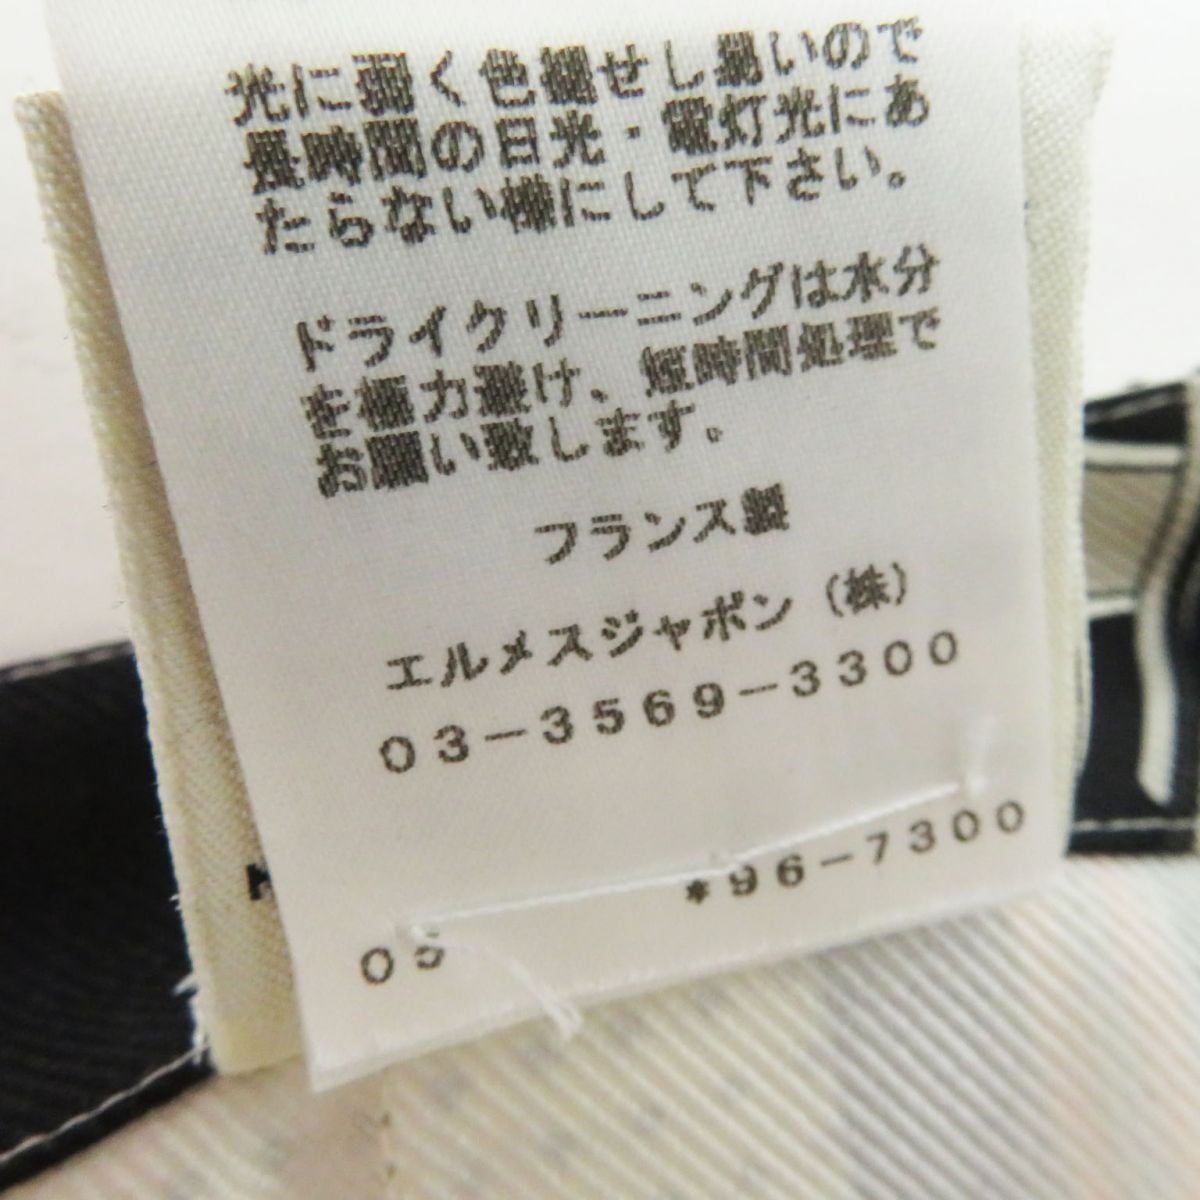 光に弱く色褪せし易いので
長時間の日光・電灯光にあ
たらない様にして下さい。
ドライクリーニングは水分
を極力避け、短時間処理で
お願い致します。
フランス製
エルメスジャポン（株）
03-3569-3300
*96-7300
05